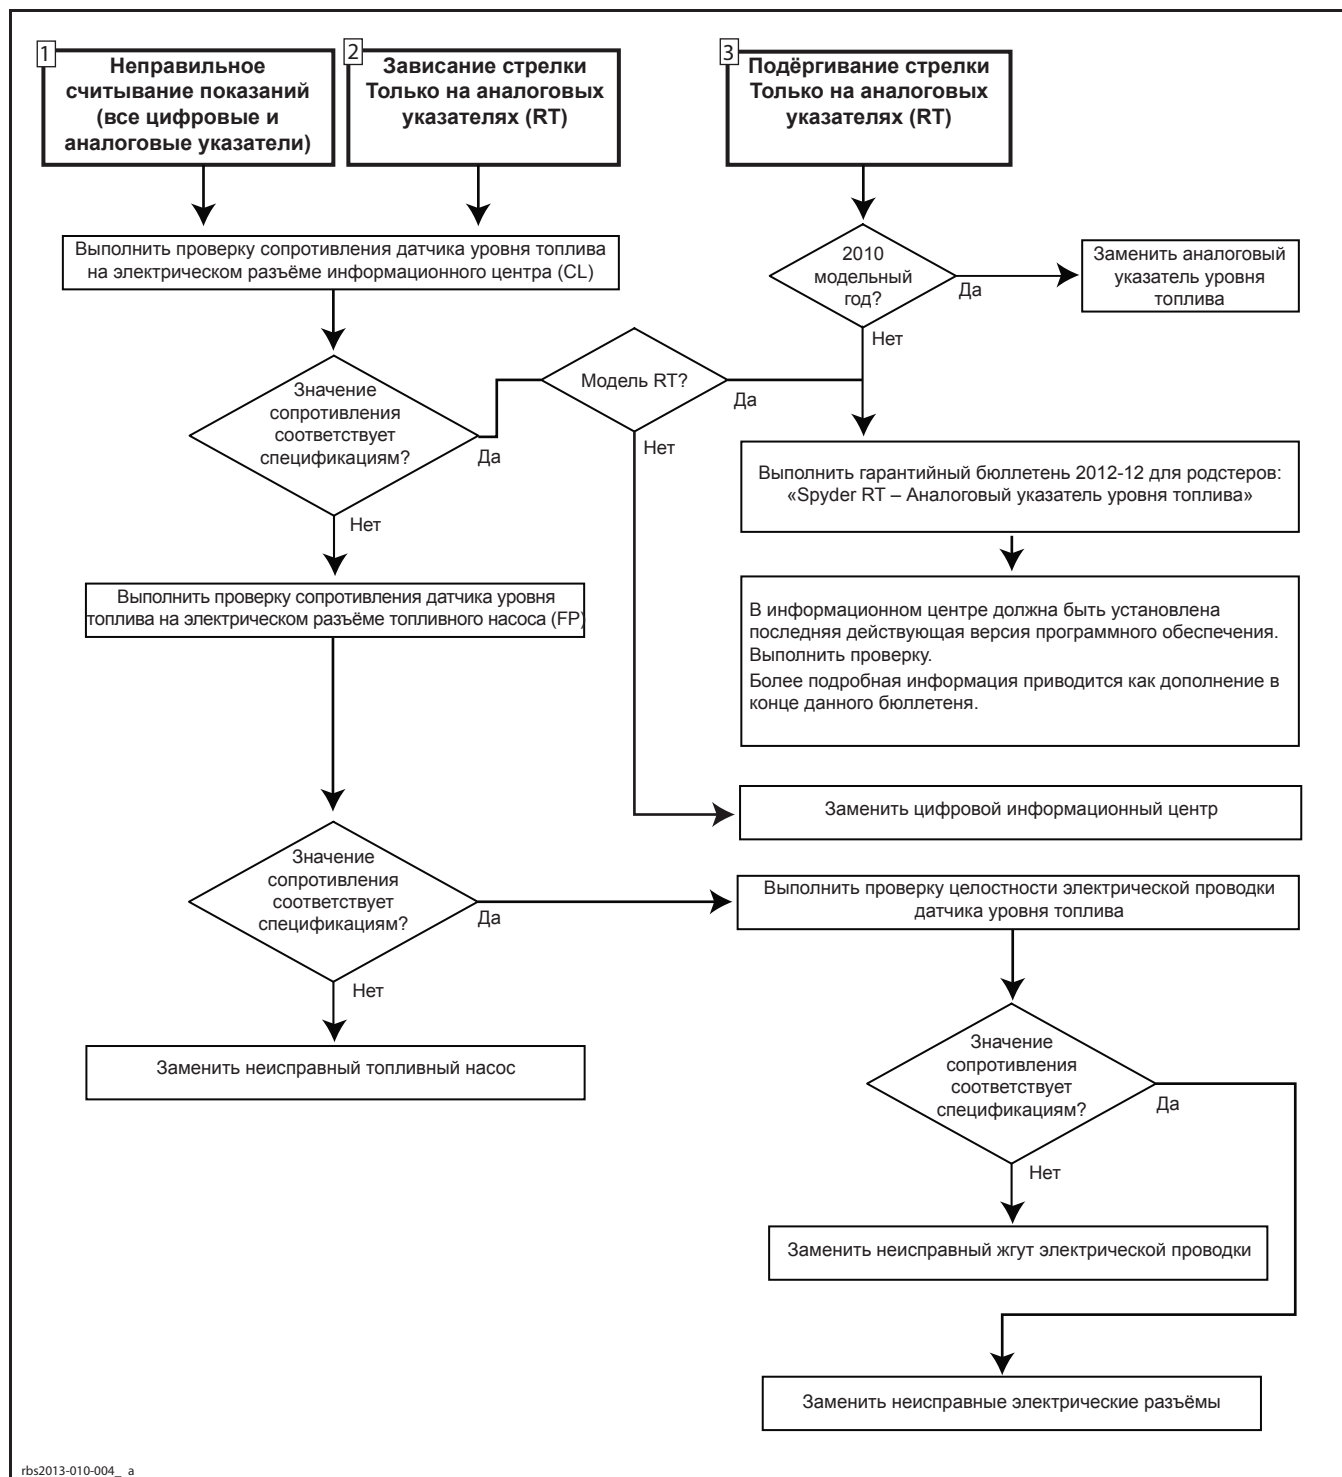 1
Неправильное
считывание показаний
(все цифровые и
аналоговые указатели)
2
Зависание стрелки
Только на аналоговых
указателях (RT)
3
Подёргивание стрелки
Только на аналоговых
указателях (RT)
Выполнить проверку сопротивления датчика уровня топлива
на электрическом разъёме информационного центра (CL)
2010
модельный
год?
Да
Нет
Заменить аналоговый
указатель уровня
топлива
Значение
сопротивления
соответствует
спецификациям?
Да
Нет
Модель RT?
Да
Нет
Выполнить гарантийный бюллетень 2012-12 для родстеров:
«Spyder RT – Аналоговый указатель уровня топлива»
Выполнить проверку сопротивления датчика уровня
топлива на электрическом разъёме топливного насоса (FP)
В информационном центре должна быть установлена
последняя действующая версия программного обеспечения.
Выполнить проверку.
Более подробная информация приводится как дополнение в
конце данного бюллетеня.
Заменить цифровой информационный центр
Значение
сопротивления
соответствует
спецификациям?
Да
Нет
Выполнить проверку целостности электрической проводки
датчика уровня топлива
Заменить неисправный топливный насос
Значение
сопротивления
соответствует
спецификациям?
Да
Нет
Заменить неисправный жгут электрической проводки
Заменить неисправные электрические разъёмы
rbs2013-010-004_ a